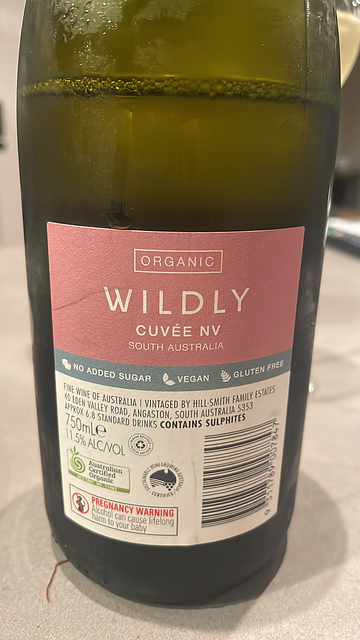 ORGANIC
WILDLY
CUVÉE NV
SOUTH AUSTRALIA
NO ADDED SUGAR VEGAN GLUTEN FREE
FINE WINE OF AUSTRALIA | VINTAGED BY HILL-SMITH FAMILY ESTATES
40 EDEN VALLEY ROAD, ANGASTON, SOUTH AUSTRALIA 5353
APPROX 6.8 STANDARD DRINKS CONTAINS SULPHITES
750mLe
11.5% ALC/VOL
Australian
Certified
Organic
CERTIFIED
PREGNANCY WARNING
Alcohol can cause lifelong
harm to your baby